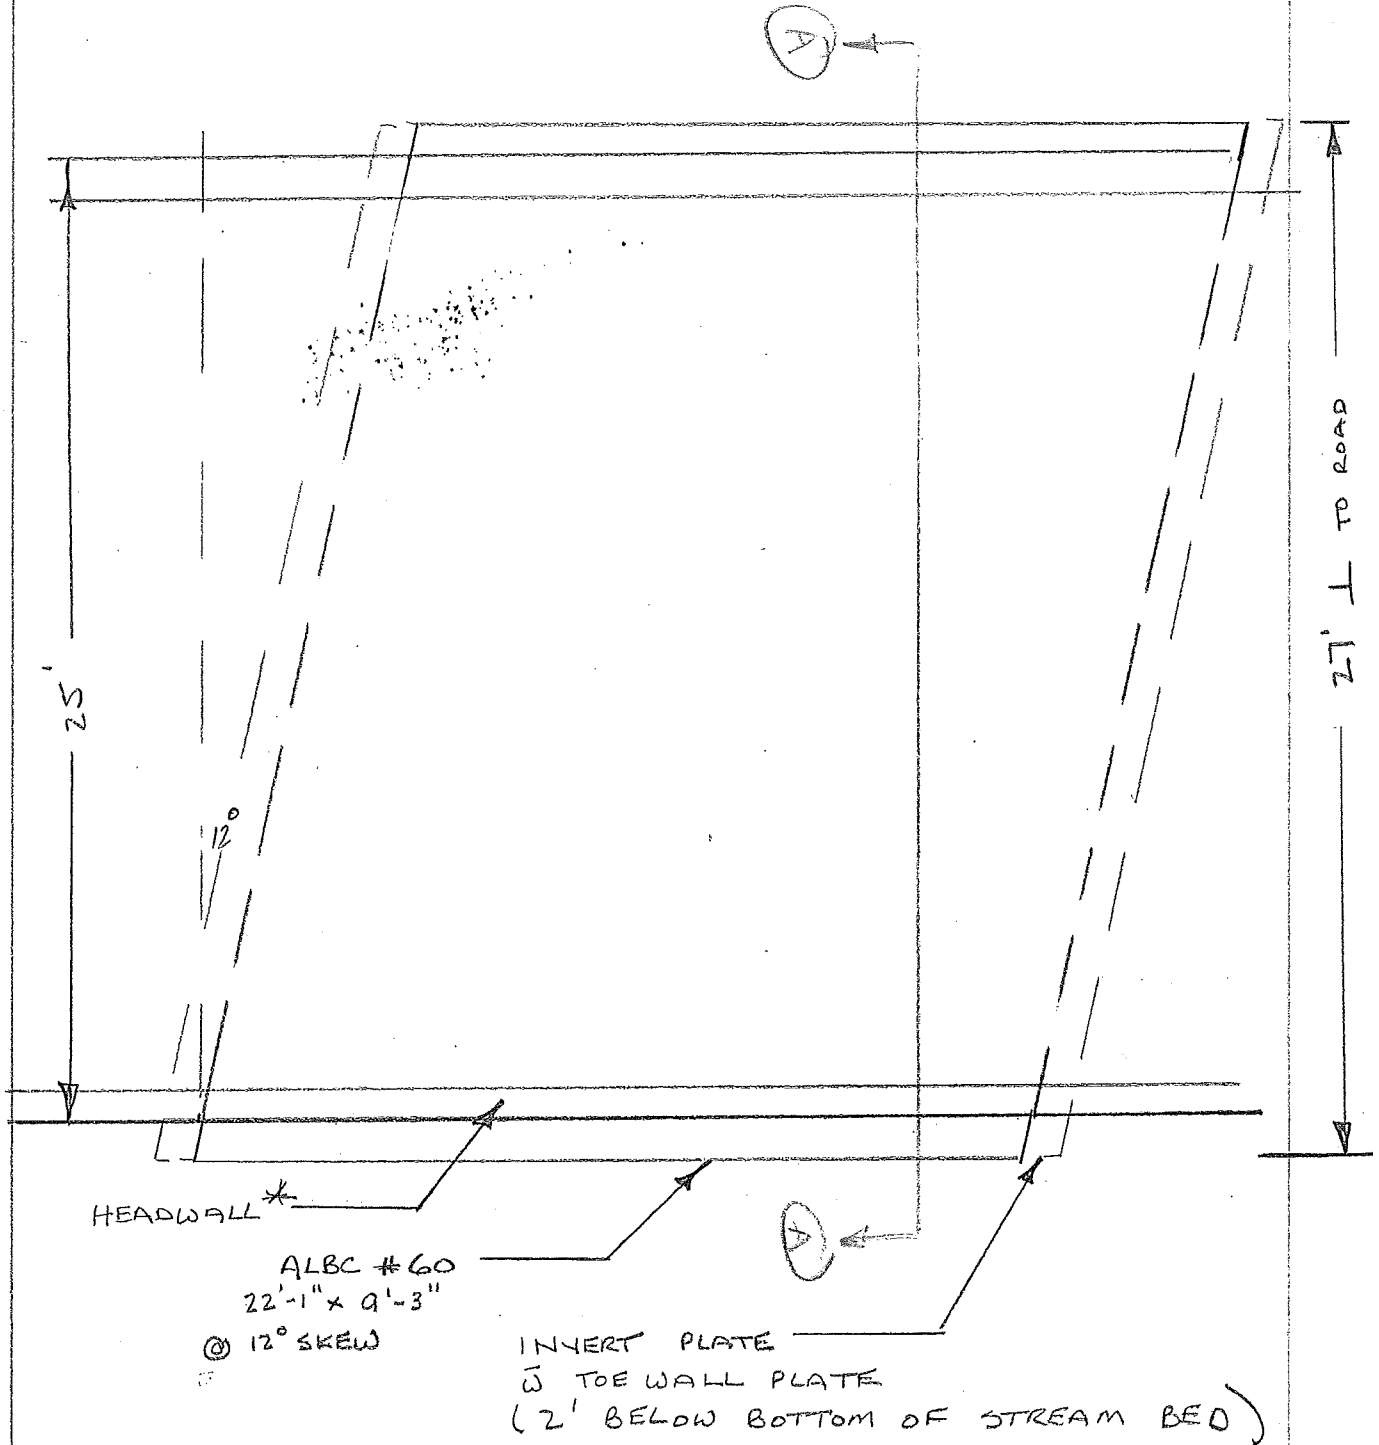 A
25'
27' ⊥ TO ROAD
12°
HEADWALL *
A
ALBC #60
22'-1" x 9'-3"
@ 12° SKEW
INVERT PLATE
w̄ TOE WALL PLATE
(2' BELOW BOTTOM OF STREAM BED)